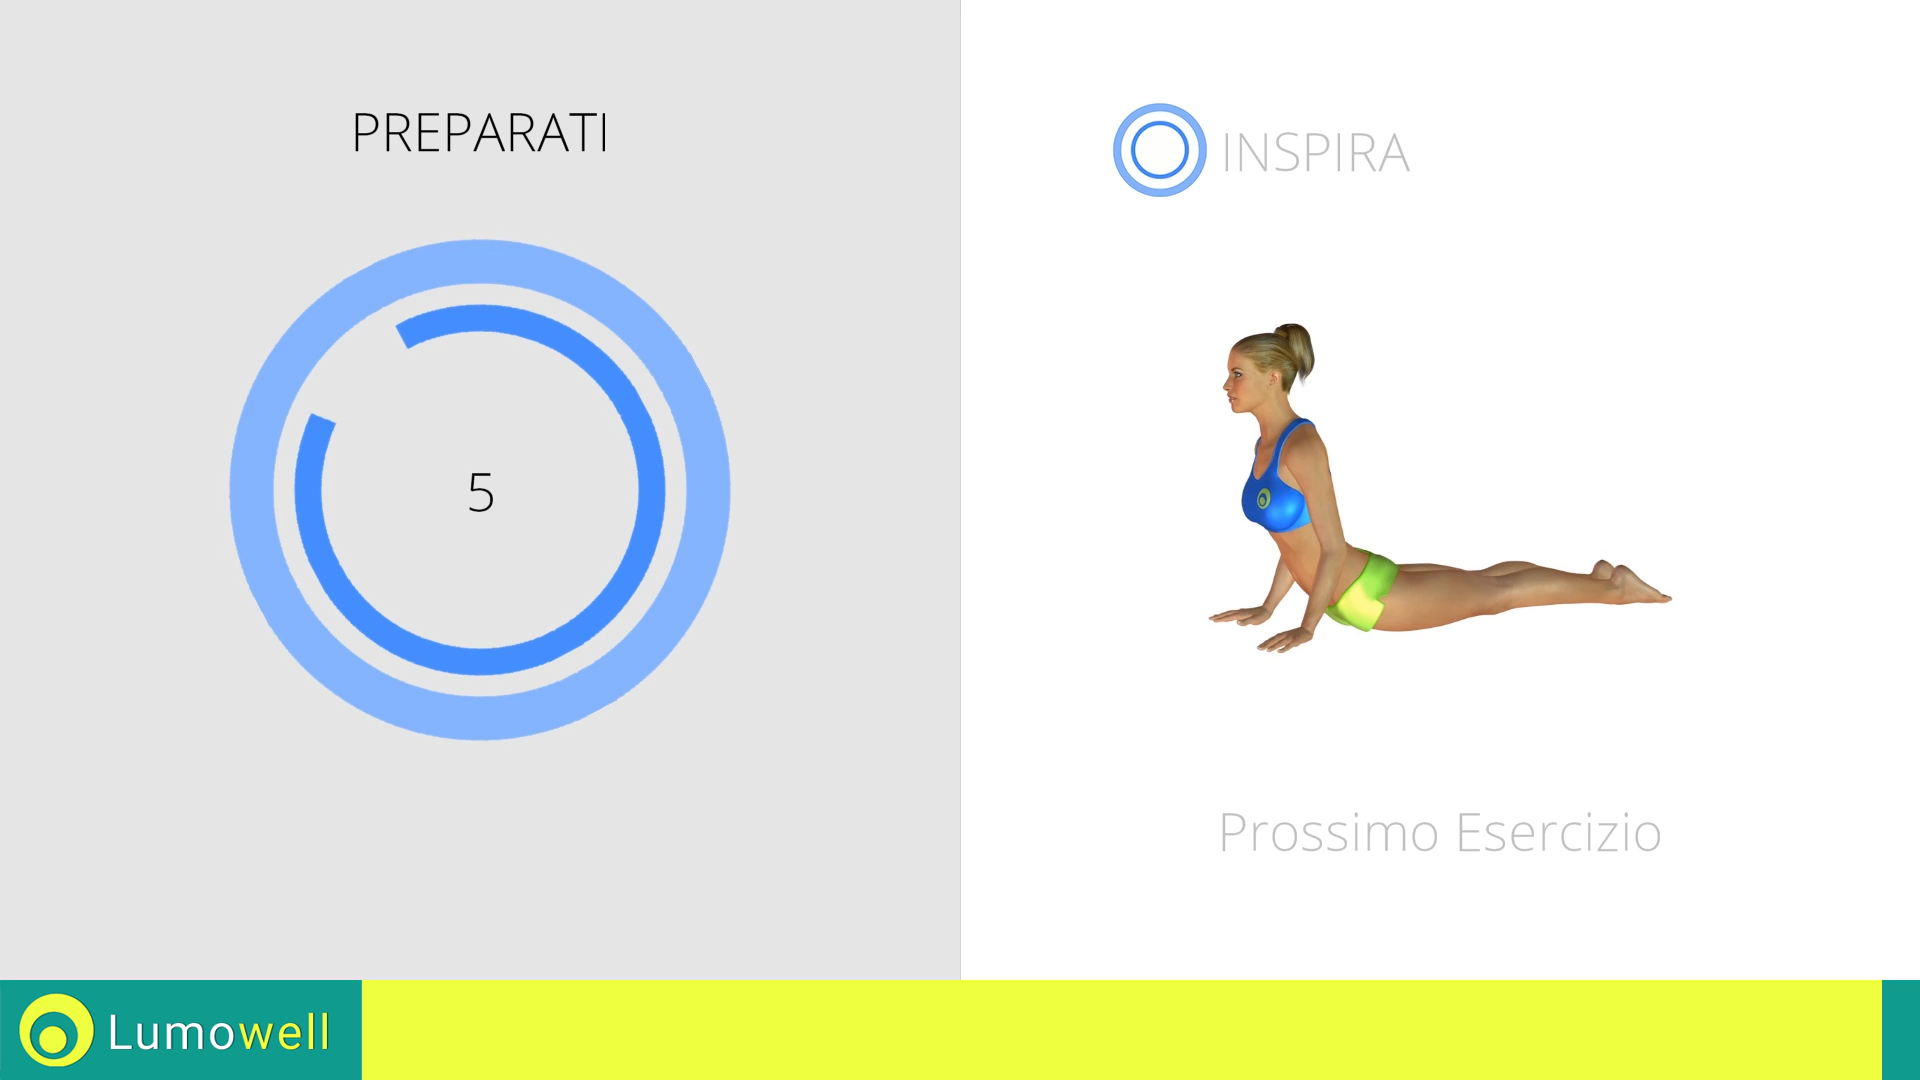 PREPARATI
5
INSPIRA
Prossimo Esercizio
Lumowell